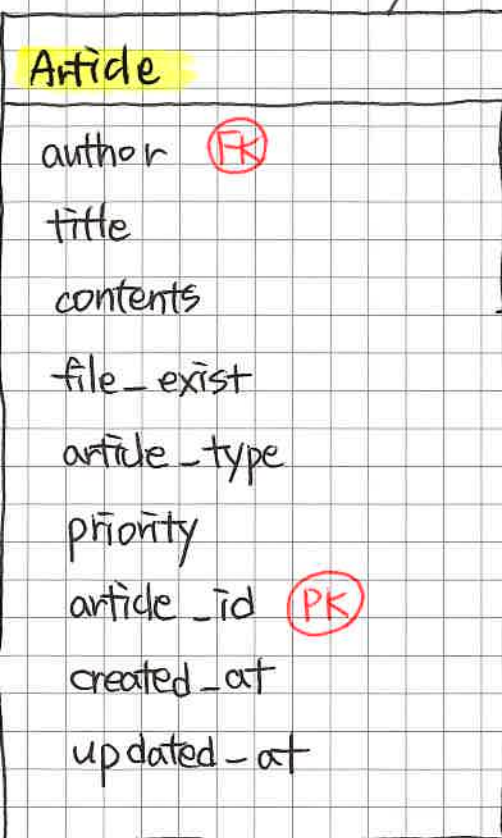 Article
author FK
title
contents
file_exist
article_type
priority
article_id PK
created_at
updated_at